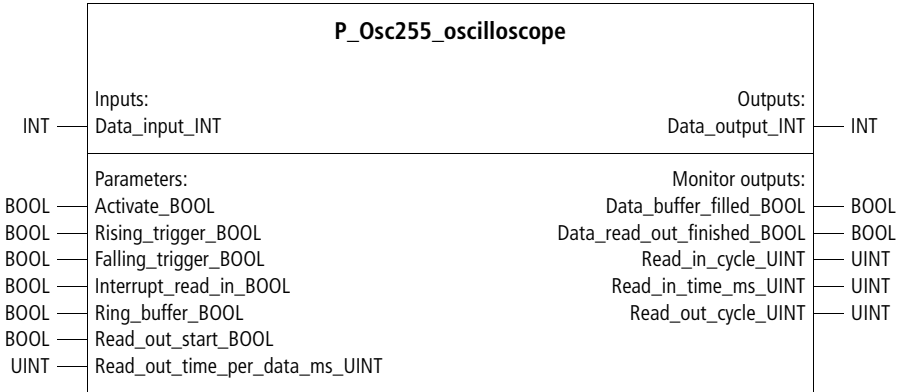 P_Osc255_oscilloscope
Inputs: Outputs:
INT Data_input_INT Data_output_INT INT
Parameters: Monitor outputs:
BOOL Activate_BOOL Data_buffer_filled_BOOL BOOL
BOOL Rising_trigger_BOOL Data_read_out_finished_BOOL BOOL
BOOL Falling_trigger_BOOL Read_in_cycle_UINT UINT
BOOL Interrupt_read_in_BOOL Read_in_time_ms_UINT UINT
BOOL Ring_buffer_BOOL Read_out_cycle_UINT UINT
BOOL Read_out_start_BOOL
UINT Read_out_time_per_data_ms_UINT